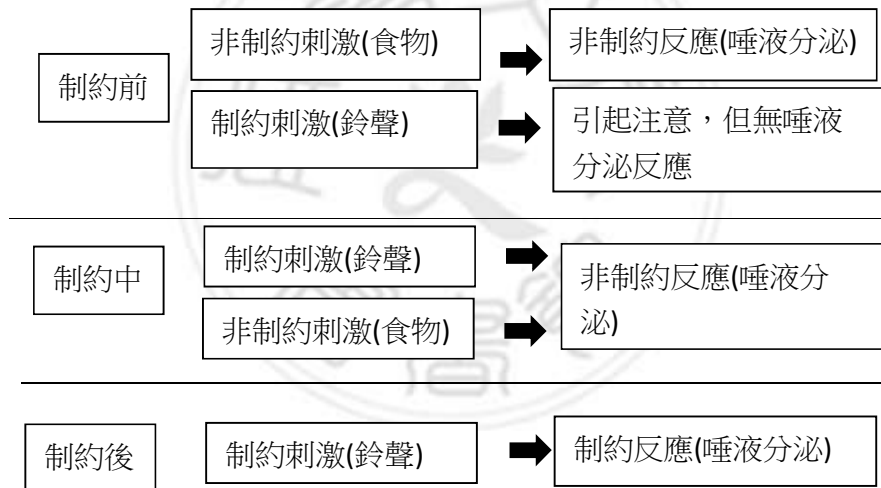 非制約刺激(食物)
非制約反應(唾液分泌)
制約前
制約刺激(鈴聲)
引起注意，但無唾液
分泌反應
制約刺激(鈴聲)
制約中
非制約反應(唾液分
泌)
非制約刺激(食物)
制約後
制約刺激(鈴聲)
制約反應(唾液分泌)